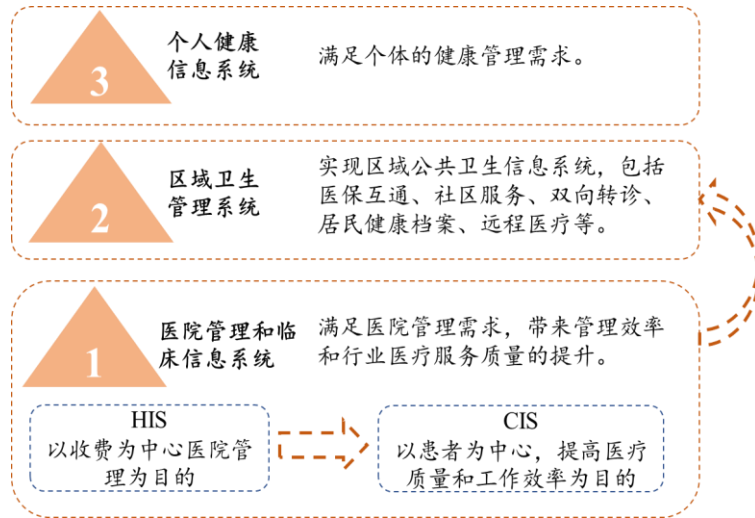 3
个人健康
信息系统
满足个体的健康管理需求。
2
区域卫生
管理系统
实现区域公共卫生信息系统，包括
医保互通、社区服务、双向转诊、
居民健康档案、远程医疗等。
1
医院管理和临
床信息系统
满足医院管理需求，带来管理效率
和行业医疗服务质量的提升。
HIS
以收费为中心医院管
理为目的
CIS
以患者为中心，提高医疗
质量和工作效率为目的